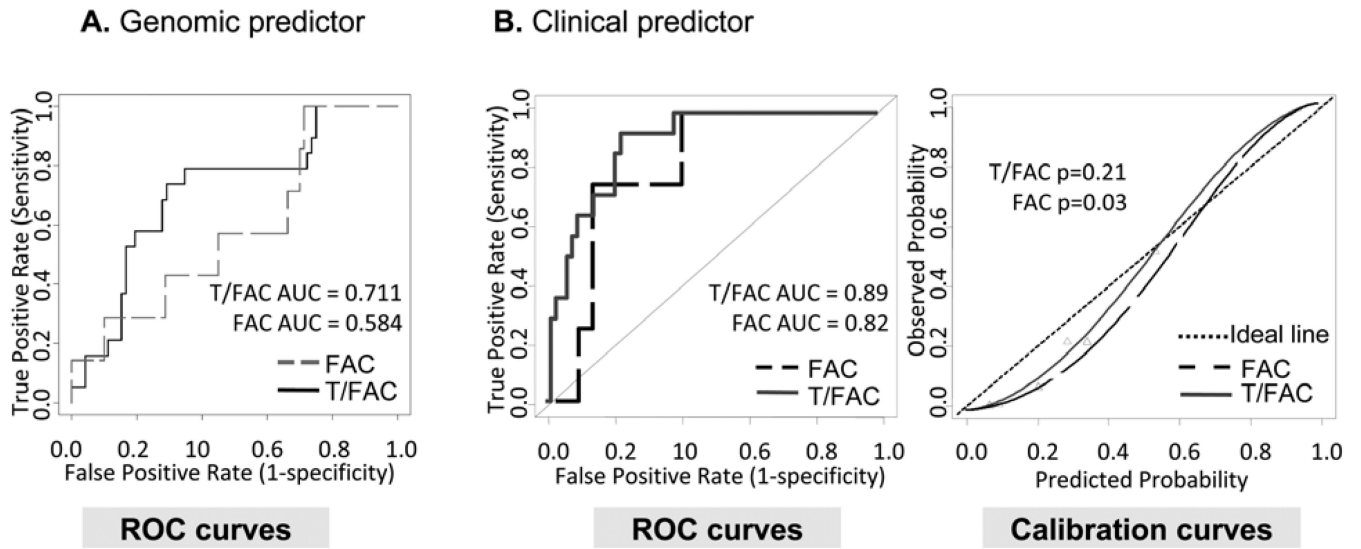 A. Genomic predictor
True Positive Rate (Sensitivity)
1.0
0.8
0.6
0.4
0.2
0.0
T/FAC AUC = 0.711
FAC AUC = 0.584
FAC
T/FAC
0.0 0.2 10 0.6 0.8 1.0
False Positive Rate (1-specificity)
ROC curves
B. Clinical predictor
True Positive Rate (Sensitivity)
1.0
0.8
0.6
0.4
0.2
0.0
T/FAC AUC = 0.89
FAC AUC = 0.82
FAC
T/FAC
0.0 0.2 10 0.6 0.8 1.0
False Positive Rate (1-specificity)
ROC curves
Observed Probability
1.0
0.8
0.6
0.4
0.2
0.0
T/FAC p=0.21
FAC p=0.03
Ideal line
FAC
T/FAC
0.0 0.2 0.4 0.6 0.8 1.0
Predicted Probability
Calibration curves